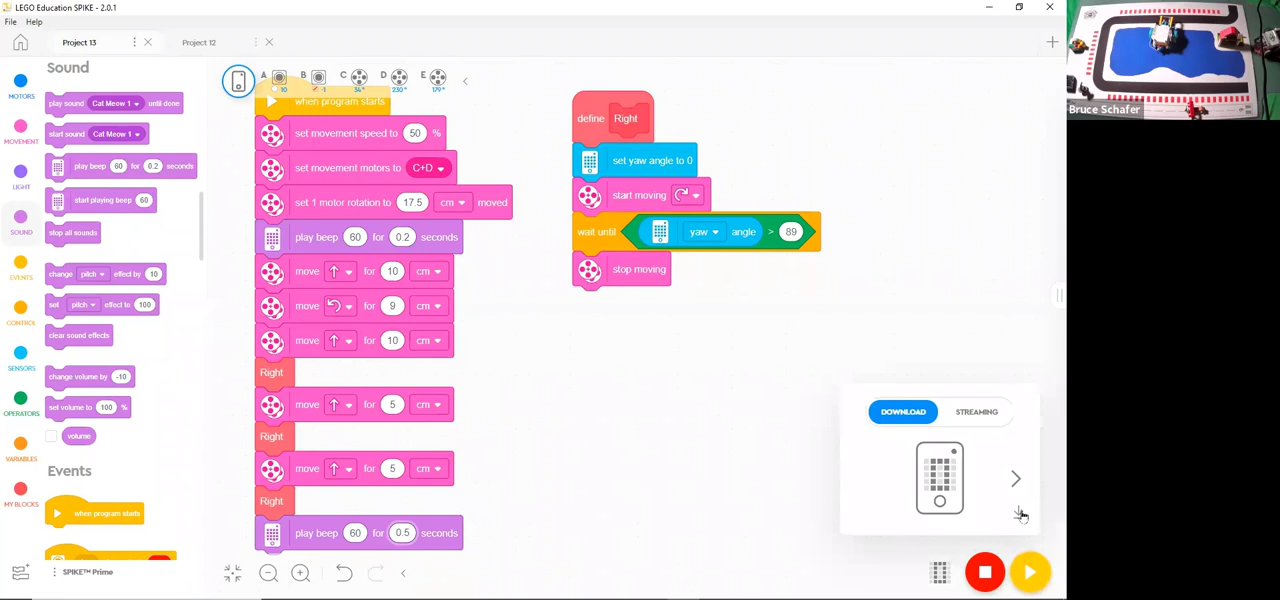 LEGO Education SPIKE - 2.0.1
File Help
Project 13
Project 12
MOTORS
MOVEMENT
LIGHT
SOUND
EVENTS
CONTROL
SENSORS
OPERATORS
VARIABLES
MY BLOCKS
Sound
play sound Cat Meow 1 until done
start sound Cat Meow 1
play beep 60 for 0.2 seconds
start playing beep 60
stop all sounds
change pitch effect by 10
set pitch effect to 100
clear sound effects
change volume by -10
set volume to 100 %
volume
Events
when program starts
SPIKE™ Prime
A B C D E
10 -1 34° 230° 179°
when program starts
set movement speed to 50 %
set movement motors to C+D
set 1 motor rotation to 17.5 cm moved
play beep 60 for 0.2 seconds
move for 10 cm
move for 9 cm
move for 10 cm
Right
move for 5 cm
Right
move for 5 cm
Right
play beep 60 for 0.5 seconds
define Right
set yaw angle to 0
start moving
wait until yaw angle > 89
stop moving
DOWNLOAD STREAMING
Bruce Schafer